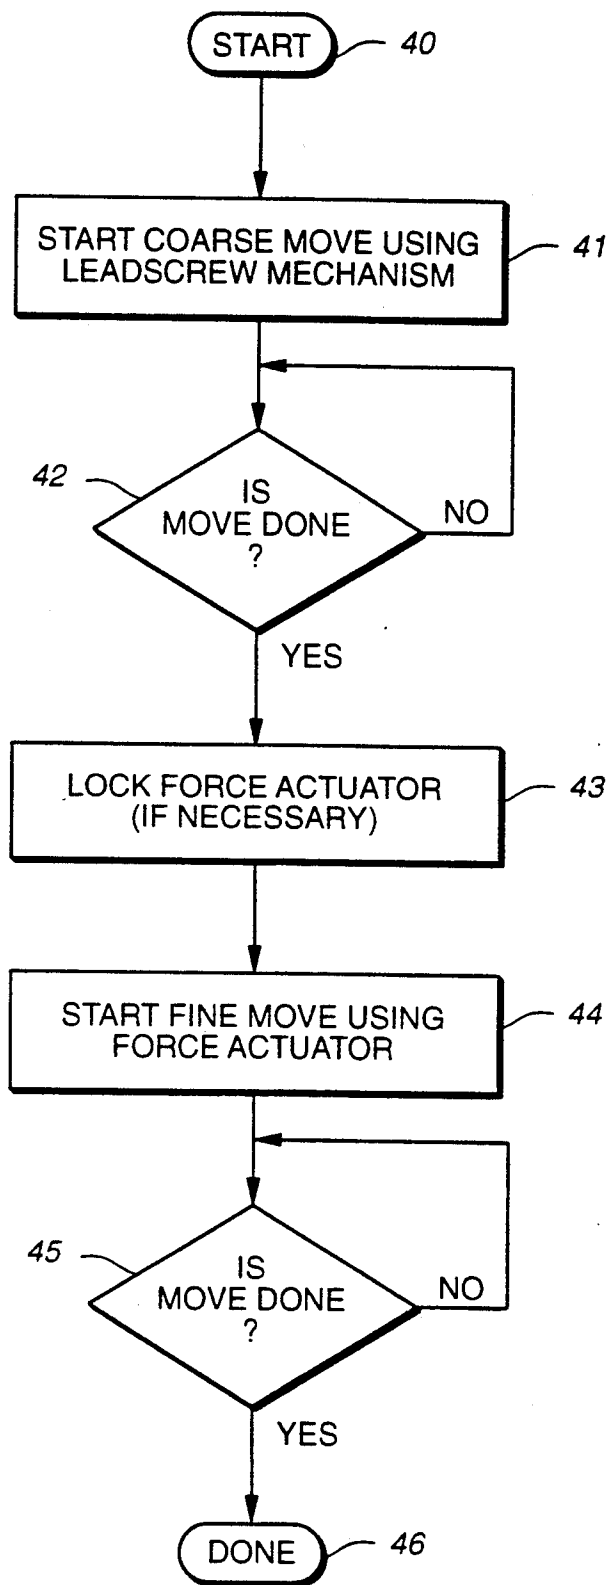 START
40
START COARSE MOVE USING
LEADSCREW MECHANISM
41
42
IS
MOVE DONE
?
NO
YES
LOCK FORCE ACTUATOR
(IF NECESSARY)
43
START FINE MOVE USING
FORCE ACTUATOR
44
45
IS
MOVE DONE
?
NO
YES
DONE
46